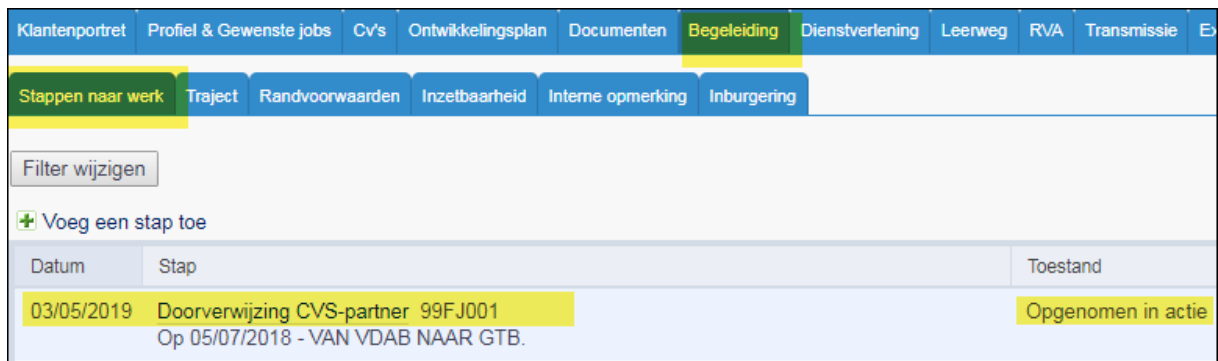 Klantenportret Profiel & Gewenste jobs Cv's Ontwikkelingsplan Documenten Begeleiding Dienstverlening Leerweg RVA Transmissie Ex
Stappen naar werk Traject Randvoorwaarden Inzetbaarheid Interne opmerking Inburgering
Filter wijzigen
Voeg een stap toe
Datum Stap Toestand
03/05/2019 Doorverwijzing CVS-partner 99FJ001 Opgenomen in actie
Op 05/07/2018 - VAN VDAB NAAR GTB.